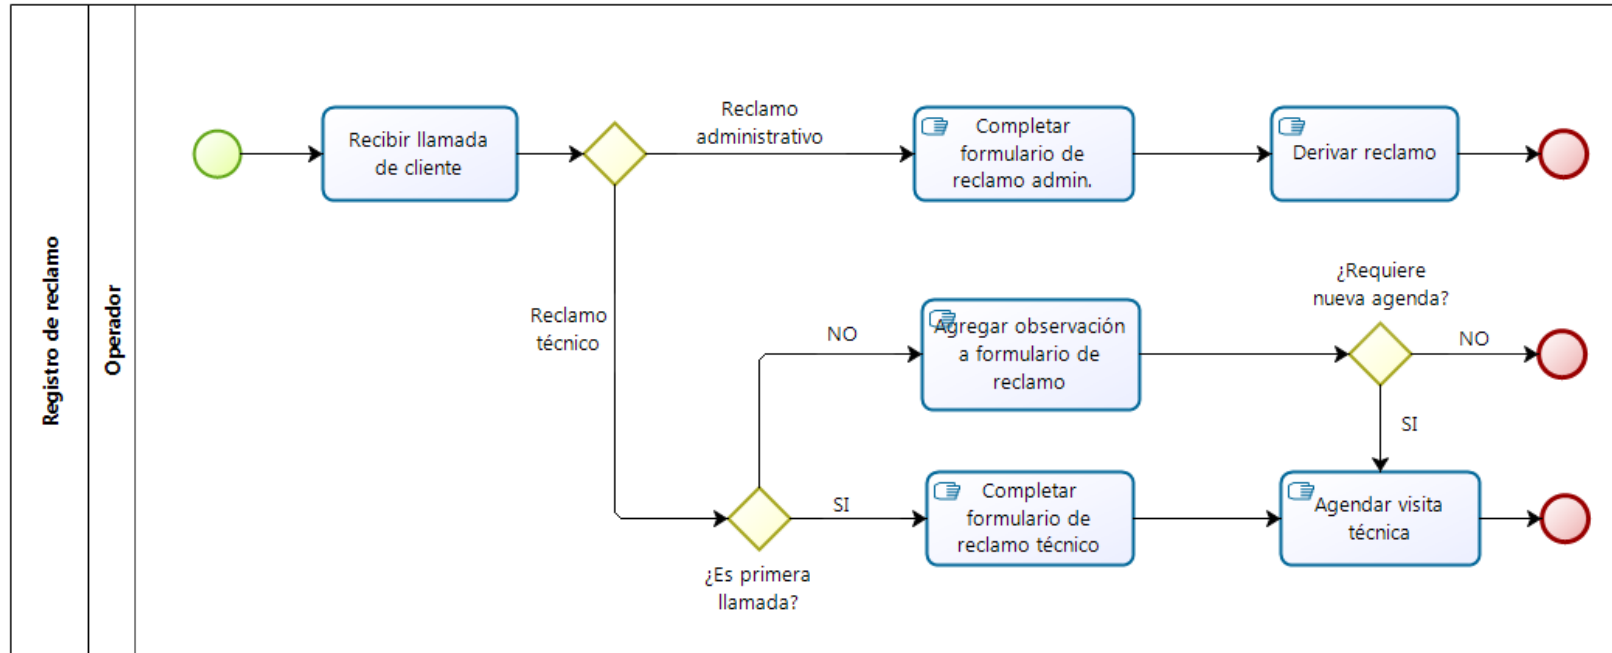 Registro de reclamo
Operador
Recibir llamada
de cliente
Reclamo
administrativo
Completar
formulario de
reclamo admin.
Derivar reclamo
Reclamo
técnico
NO
Agregar observación
a formulario de
reclamo
¿Requiere
nueva agenda?
NO
SI
¿Es primera
llamada?
SI
Completar
formulario de
reclamo técnico
Agendar visita
técnica